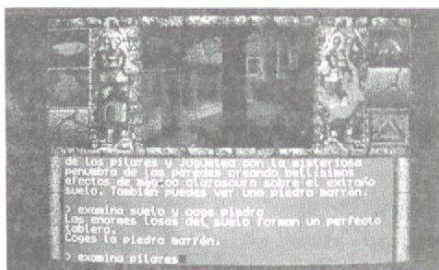 de los pilares y juguetea con la misteriosa
penumbra de las paredes creando bellísimos
efectos de mágico claroscuro sobre el extraño
suelo. También puedes ver una piedra marrón.
> examina suelo y coge piedra
Las enormes losas del suelo forman un perfecto
tablero.
Coges la piedra marrón.
> examina pilares